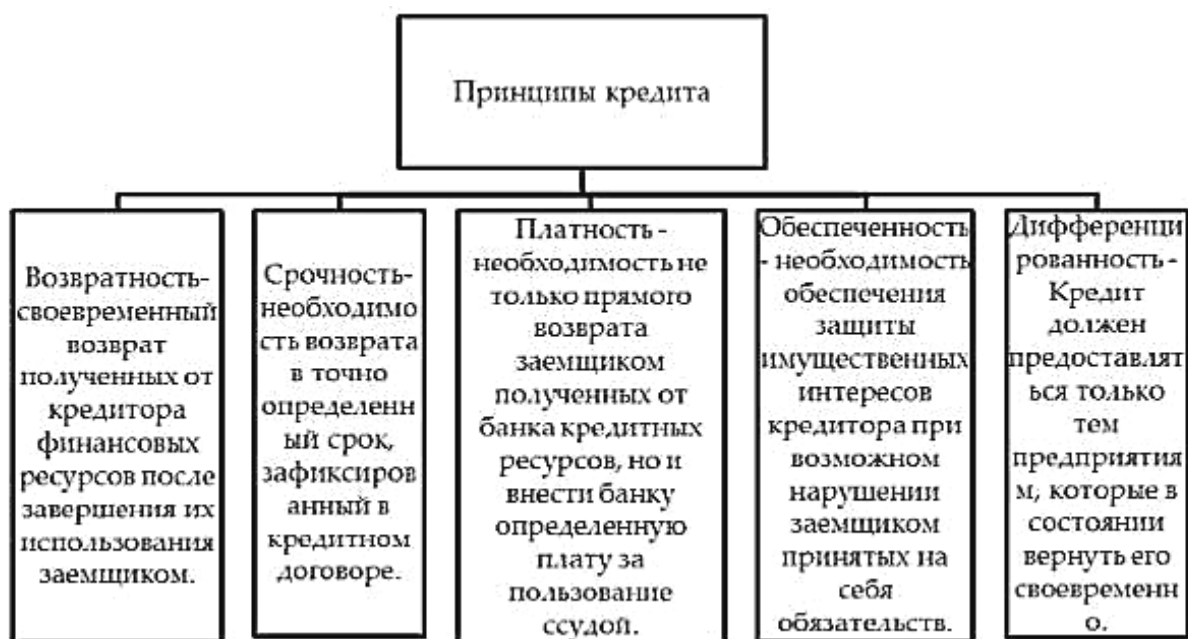 Принципы кредита
Возвратность-
своевременный
возврат
полученных от
кредитора
финансовых
ресурсов после
завершения их
использования
заемщиком.
Срочность-
необходимо
сть возврата
в точно
определенн
ый срок,
зафиксиров
анный в
кредитном
договоре.
Платность -
необходимость не
только прямого
возврата
заемщиком
полученных от
банка кредитных
ресурсов, но и
внести банку
определенную
плату за
пользование
ссудой.
Обеспеченность
- необходимость
обеспечения
защиты
имущественных
интересов
кредитора при
возможном
нарушении
заемщиком
принятых на
себя
обязательств.
Дифференци
рованность -
Кредит
должен
предоставлят
ься только
тем
предприятия
м, которые в
состоянии
вернуть его
своевременн
о.